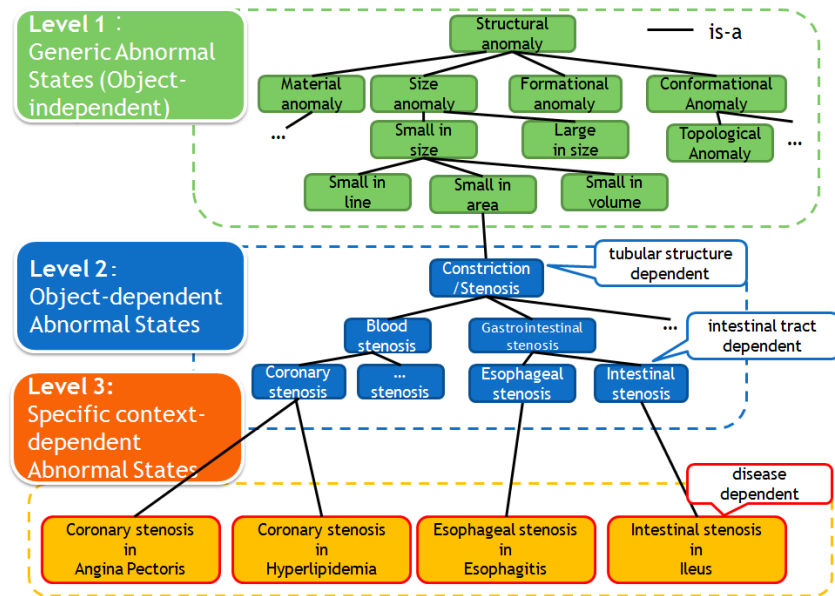 Level 1：
Generic Abnormal
States (Object-
independent)
Structural
anomaly
is-a
Material
anomaly
Size
anomaly
Formational
anomaly
Conformational
Anomaly
...
Small in
size
Large
in size
Topological
Anomaly
...
Small in
line
Small in
area
Small in
volume
Level 2:
Object-dependent
Abnormal States
Constriction
/Stenosis
tubular structure
dependent
Blood
stenosis
Gastrointestinal
stenosis
...
intestinal tract
dependent
Coronary
stenosis
...
stenosis
Esophageal
stenosis
Intestinal
stenosis
Level 3:
Specific context-
dependent
Abnormal States
disease
dependent
Coronary stenosis
in
Angina Pectoris
Coronary stenosis
in
Hyperlipidemia
Esophageal stenosis
in
Esophagitis
Intestinal stenosis
in
Ileus